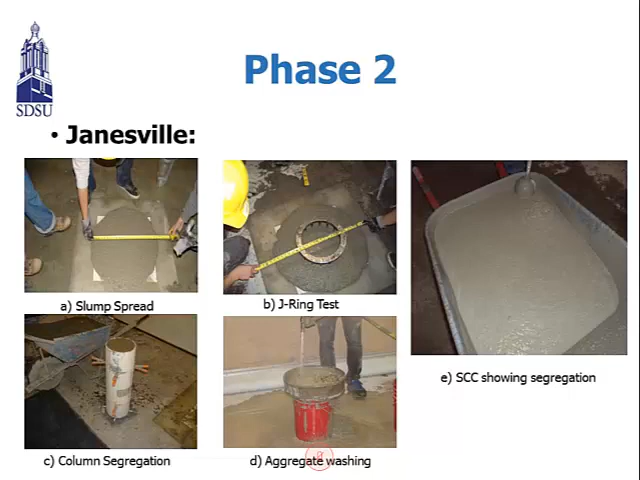 Phase 2
SDSU
• Janesville:
a) Slump Spread
b) J-Ring Test
e) SCC showing segregation
c) Column Segregation
d) Aggregate washing